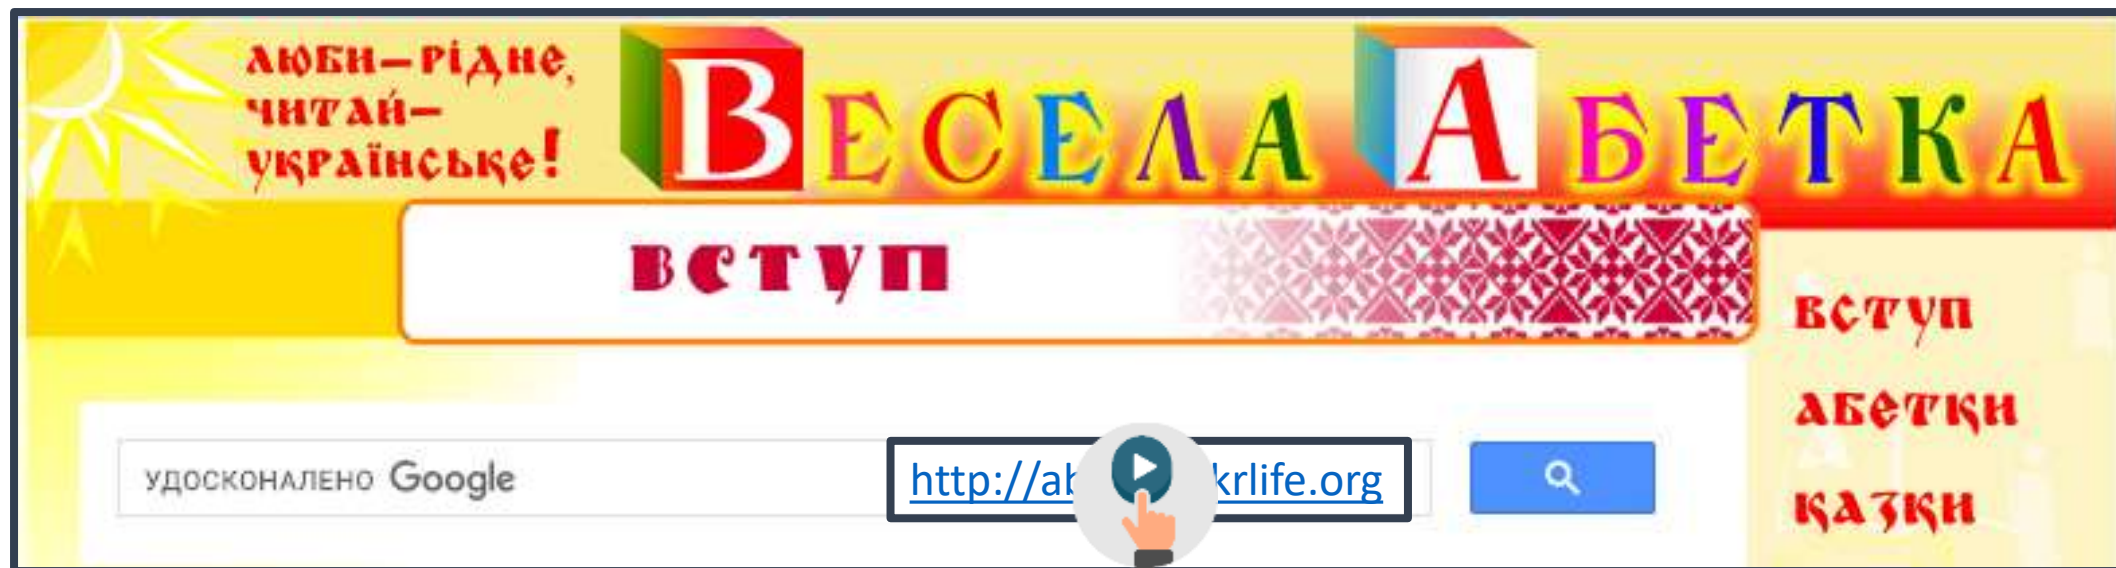 люби–рідне,
читай–
українське!
ВЕСЕЛА АБЕТКА
вступ
вступ
абетки
казки
удосконалено Google